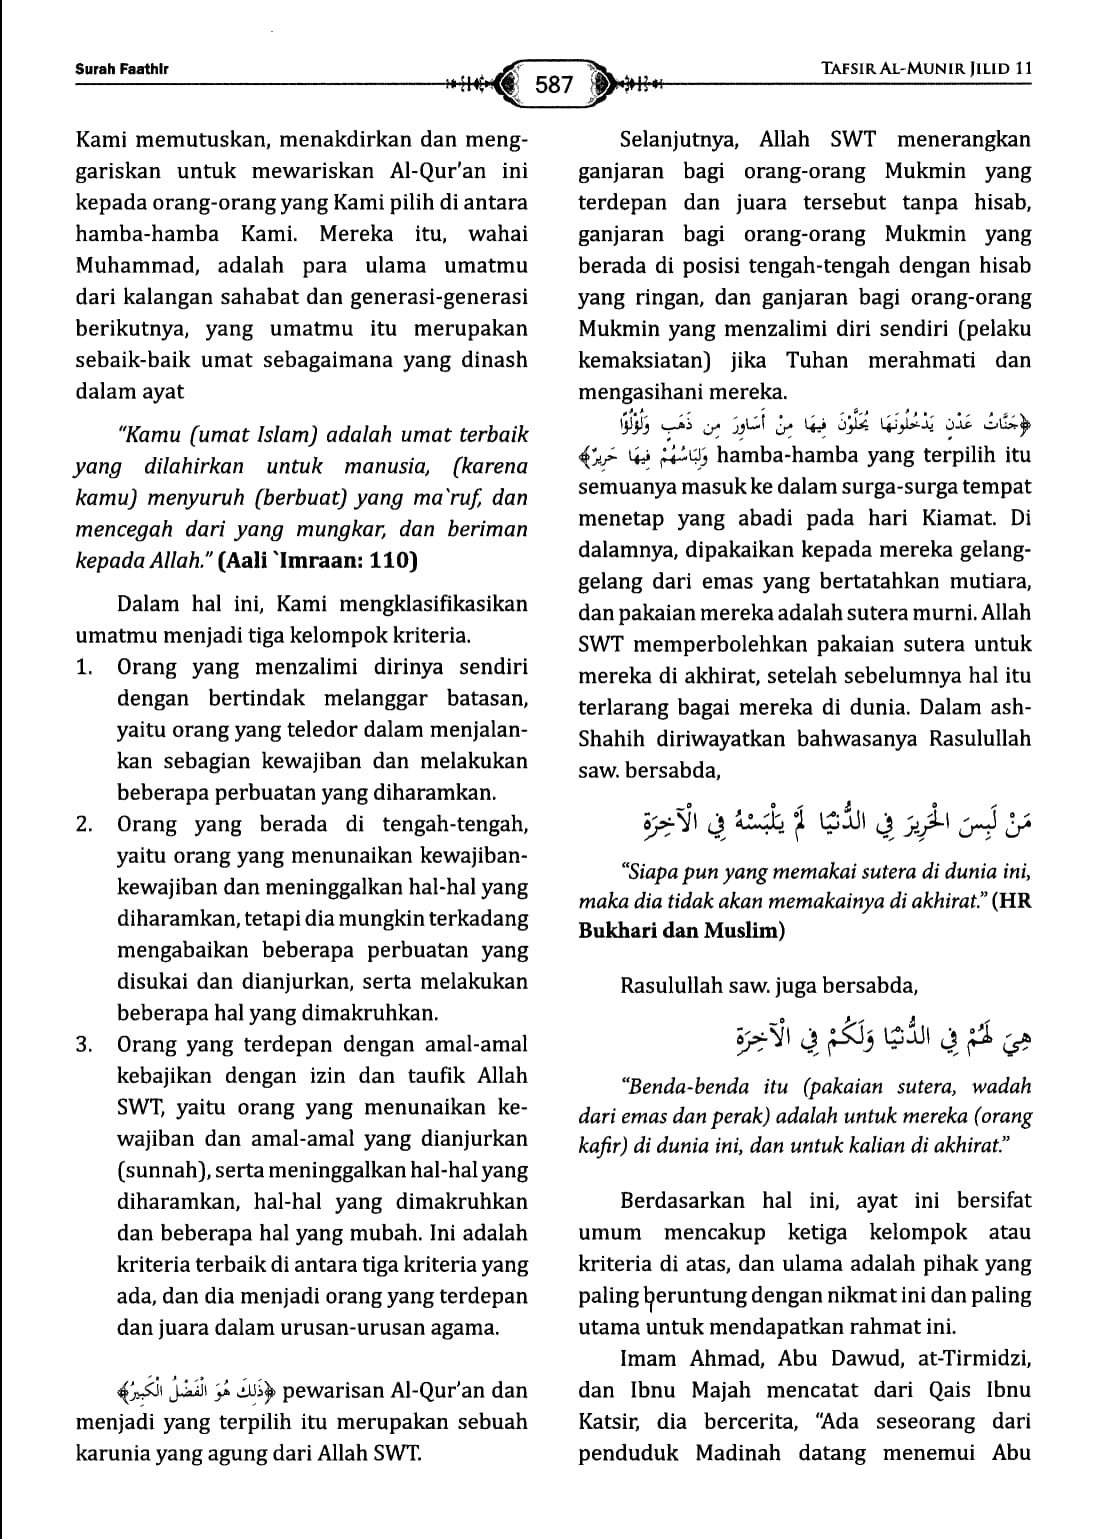 Surah Faathir
587
TAFSIR AL-MUNIR JILID 11
Kami memutuskan, menakdirkan dan meng-
gariskan untuk mewariskan Al-Qur'an ini
kepada orang-orang yang Kami pilih di antara
hamba-hamba Kami. Mereka itu, wahai
Muhammad, adalah para ulama umatmu
dari kalangan sahabat dan generasi-generasi
berikutnya, yang umatmu itu merupakan
sebaik-baik umat sebagaimana yang dinash
dalam ayat
“Kamu (umat Islam) adalah umat terbaik
yang dilahirkan untuk manusia, (karena
kamu) menyuruh (berbuat) yang ma`ruf, dan
mencegah dari yang mungkar, dan beriman
kepada Allah.” (Aali `Imraan: 110)
Dalam hal ini, Kami mengklasifikasikan
umatmu menjadi tiga kelompok kriteria.
1. Orang yang menzalimi dirinya sendiri
dengan bertindak melanggar batasan,
yaitu orang yang teledor dalam menjalan-
kan sebagian kewajiban dan melakukan
beberapa perbuatan yang diharamkan.
2. Orang yang berada di tengah-tengah,
yaitu orang yang menunaikan kewajiban-
kewajiban dan meninggalkan hal-hal yang
diharamkan, tetapi dia mungkin terkadang
mengabaikan beberapa perbuatan yang
disukai dan dianjurkan, serta melakukan
beberapa hal yang dimakruhkan.
3. Orang yang terdepan dengan amal-amal
kebajikan dengan izin dan taufik Allah
SWT, yaitu orang yang menunaikan ke-
wajiban dan amal-amal yang dianjurkan
(sunnah), serta meninggalkan hal-hal yang
diharamkan, hal-hal yang dimakruhkan
dan beberapa hal yang mubah. Ini adalah
kriteria terbaik di antara tiga kriteria yang
ada, dan dia menjadi orang yang terdepan
dan juara dalam urusan-urusan agama.
﴿ذَلِكَ هُوَ الْفَضْلُ الْكَبِيرُ﴾ pewarisan Al-Qur'an dan
menjadi yang terpilih itu merupakan sebuah
karunia yang agung dari Allah SWT.
Selanjutnya, Allah SWT menerangkan
ganjaran bagi orang-orang Mukmin yang
terdepan dan juara tersebut tanpa hisab,
ganjaran bagi orang-orang Mukmin yang
berada di posisi tengah-tengah dengan hisab
yang ringan, dan ganjaran bagi orang-orang
Mukmin yang menzalimi diri sendiri (pelaku
kemaksiatan) jika Tuhan merahmati dan
mengasihani mereka.
﴿جَنَّاتُ عَدْنٍ يَدْخُلُونَهَا يُحَلَّوْنَ فِيهَا مِنْ أَسَاوِرَ مِن ذَهَبٍ وَلُؤْلُؤًا
وَلِبَاسُهُمْ فِيهَا حَرِيرٌ﴾ hamba-hamba yang terpilih itu
semuanya masuk ke dalam surga-surga tempat
menetap yang abadi pada hari Kiamat. Di
dalamnya, dipakaikan kepada mereka gelang-
gelang dari emas yang bertatahkan mutiara,
dan pakaian mereka adalah sutera murni. Allah
SWT memperbolehkan pakaian sutera untuk
mereka di akhirat, setelah sebelumnya hal itu
terlarang bagai mereka di dunia. Dalam ash-
Shahih diriwayatkan bahwasanya Rasulullah
saw. bersabda,
مَنْ لَبِسَ الْحَرِيرَ فِي الدُّنْيَا لَمْ يَلْبَسْهُ فِي الْآخِرَةِ
“Siapa pun yang memakai sutera di dunia ini,
maka dia tidak akan memakainya di akhirat.” (HR
Bukhari dan Muslim)
Rasulullah saw. juga bersabda,
هِيَ لَهُمْ فِي الدُّنْيَا وَلَكُمْ فِي الْآخِرَةِ
“Benda-benda itu (pakaian sutera, wadah
dari emas dan perak) adalah untuk mereka (orang
kafir) di dunia ini, dan untuk kalian di akhirat.”
Berdasarkan hal ini, ayat ini bersifat
umum mencakup ketiga kelompok atau
kriteria di atas, dan ulama adalah pihak yang
paling beruntung dengan nikmat ini dan paling
utama untuk mendapatkan rahmat ini.
Imam Ahmad, Abu Dawud, at-Tirmidzi,
dan Ibnu Majah mencatat dari Qais Ibnu
Katsir, dia bercerita, “Ada seseorang dari
penduduk Madinah datang menemui Abu